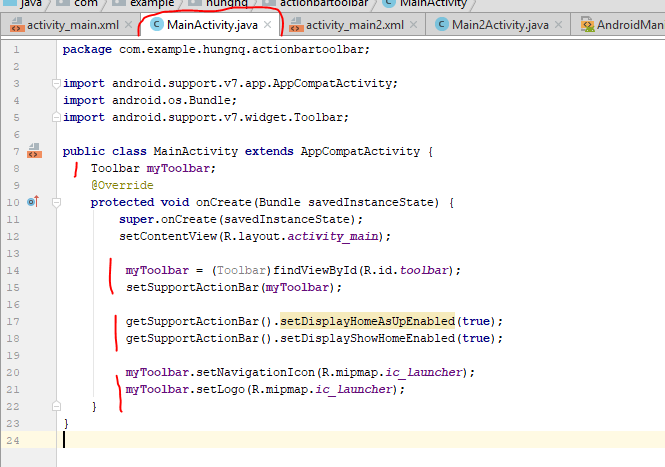 java com example hungnq actionbartoolbar MainActivity
activity_main.xml MainActivity.java activity_main2.xml Main2Activity.java AndroidMan
1 package com.example.hungnq.actionbartoolbar;
2
3 import android.support.v7.app.AppCompatActivity;
4 import android.os.Bundle;
5 import android.support.v7.widget.Toolbar;
6
7 public class MainActivity extends AppCompatActivity {
8 Toolbar myToolbar;
9 @Override
10 protected void onCreate(Bundle savedInstanceState) {
11 super.onCreate(savedInstanceState);
12 setContentView(R.layout.activity_main);
13
14 myToolbar = (Toolbar)findViewById(R.id.toolbar);
15 setSupportActionBar(myToolbar);
16
17 getSupportActionBar().setDisplayHomeAsUpEnabled(true);
18 getSupportActionBar().setDisplayShowHomeEnabled(true);
19
20 myToolbar.setNavigationIcon(R.mipmap.ic_launcher);
21 myToolbar.setLogo(R.mipmap.ic_launcher);
22 }
23 }
24